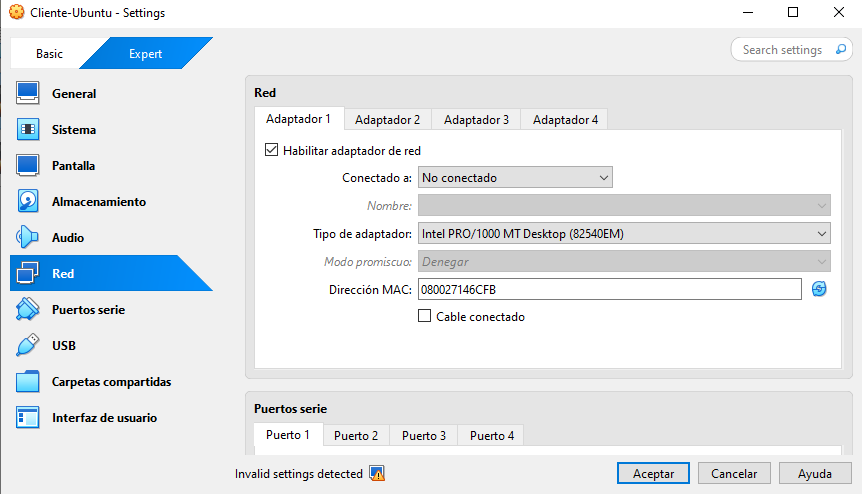 Cliente-Ubuntu - Settings
Basic
Expert
Search settings
General
Sistema
Pantalla
Almacenamiento
Audio
Red
Puertos serie
USB
Carpetas compartidas
Interfaz de usuario
Red
Adaptador 1
Adaptador 2
Adaptador 3
Adaptador 4
Habilitar adaptador de red
Conectado a: No conectado
Nombre:
Tipo de adaptador: Intel PRO/1000 MT Desktop (82540EM)
Modo promiscuo: Denegar
Dirección MAC: 080027146CFB
Cable conectado
Puertos serie
Puerto 1
Puerto 2
Puerto 3
Puerto 4
Invalid settings detected
Aceptar
Cancelar
Ayuda